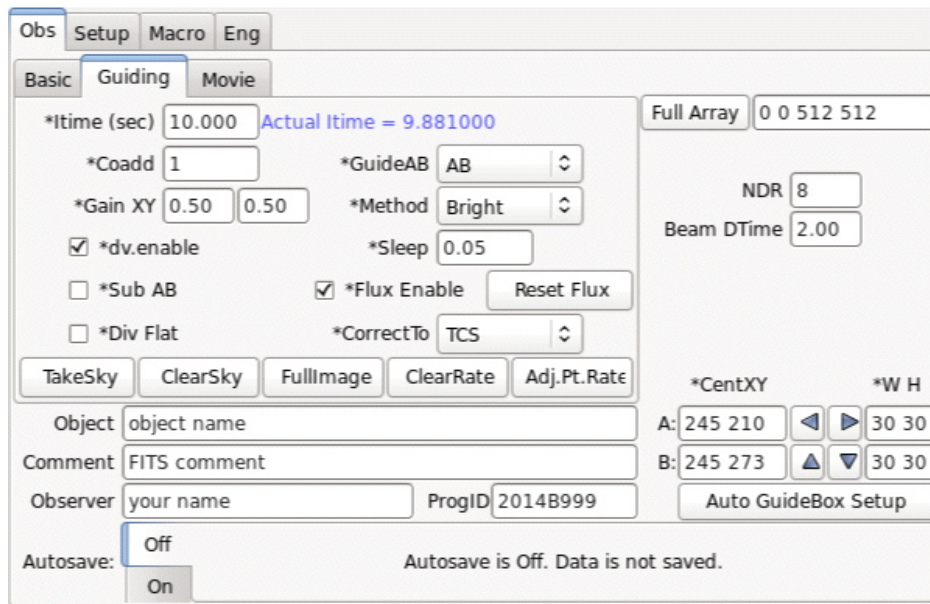 Obs Setup Macro Eng
Basic Guiding Movie
*Itime (sec) 10.000 Actual Itime = 9.881000
Full Array 0 0 512 512
*Coadd 1 *GuideAB AB
NDR 8
*Gain XY 0.50 0.50 *Method Bright
Beam DTime 2.00
*dv.enable *Sleep 0.05
*Sub AB *Flux Enable Reset Flux
*Div Flat *CorrectTo TCS
TakeSky ClearSky FullImage ClearRate Adj.Pt.Rate
*CentXY *W H
Object object name A: 245 210 30 30
Comment FITS comment B: 245 273 30 30
Observer your name ProgID 2014B999 Auto GuideBox Setup
Autosave: Off Autosave is Off. Data is not saved.
On